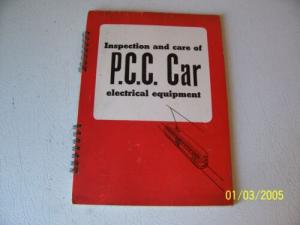 Inspection and care of
P.C.C. Car
electrical equipment
01/03/2005